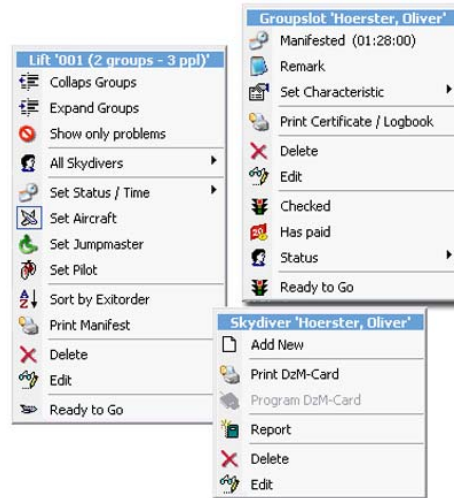 Lift '001 (2 groups - 3 ppl)'
Collaps Groups
Expand Groups
Show only problems
All Skydivers
Set Status / Time
Set Aircraft
Set Jumpmaster
Set Pilot
Sort by Exitorder
Print Manifest
Delete
Edit
Ready to Go
Groupslot 'Hoerster, Oliver'
Manifested (01:28:00)
Remark
Set Characteristic
Print Certificate / Logbook
Delete
Edit
Checked
Has paid
Status
Ready to Go
Skydiver 'Hoerster, Oliver'
Add New
Print DzM-Card
Program DzM-Card
Report
Delete
Edit